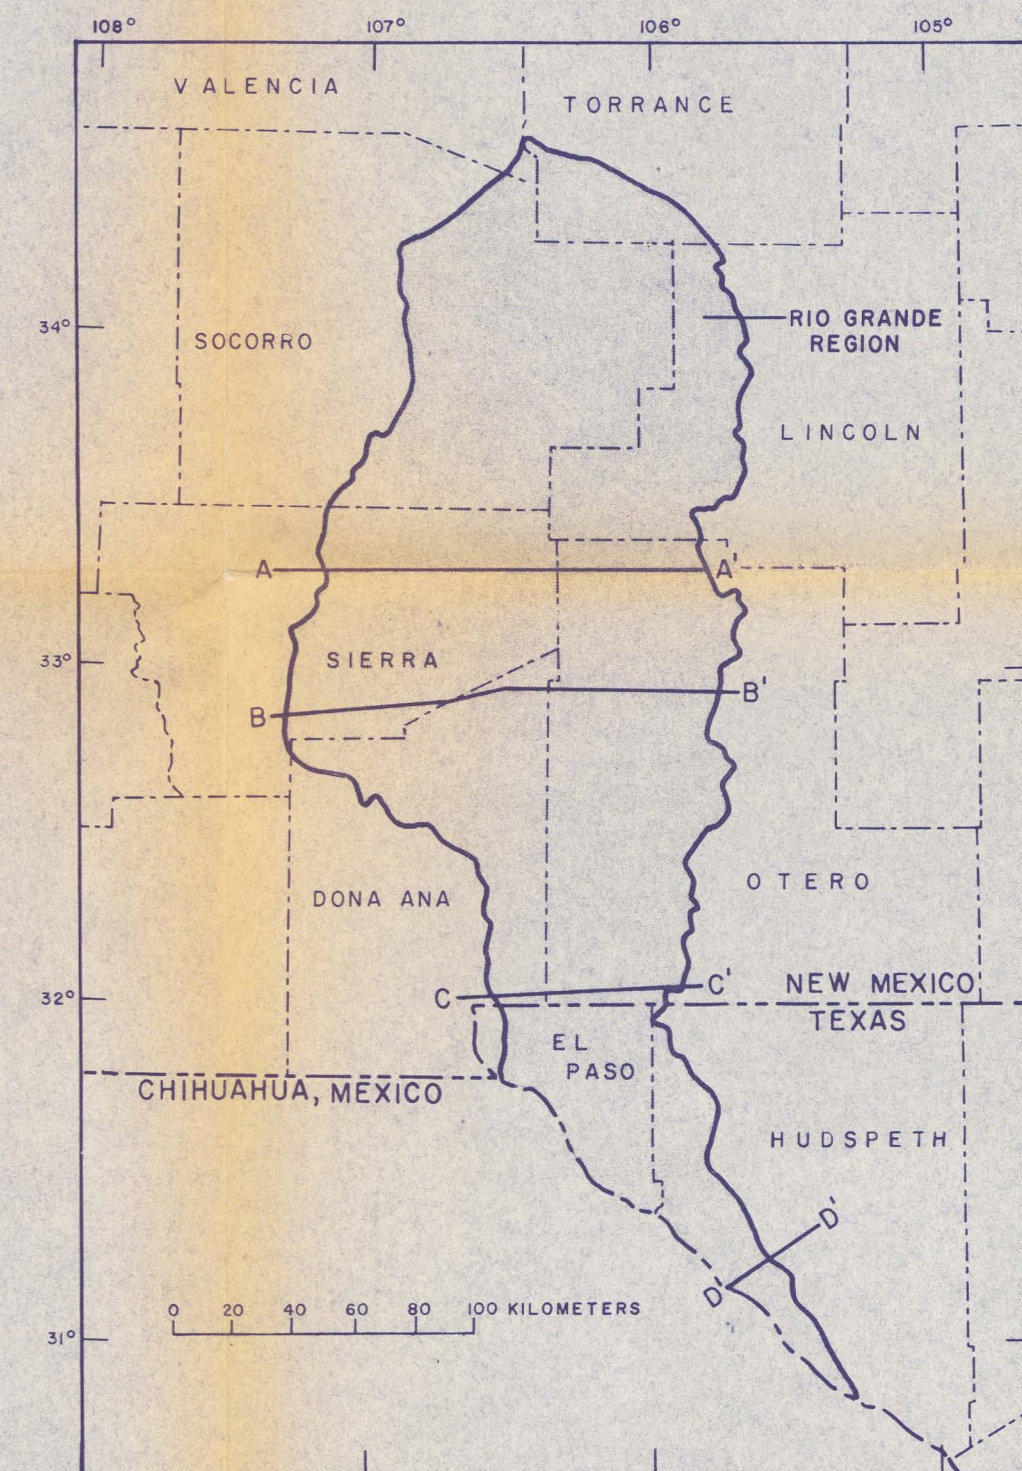 108° 107° 106° 105°
VALENCIA
TORRANCE
34°
RIO GRANDE
REGION
SOCORRO
LINCOLN
A A'
33°
SIERRA
B B'
DONA ANA
OTERO
32°
C C'
NEW MEXICO
TEXAS
EL
PASO
CHIHUAHUA, MEXICO
HUDSPETH
D'
D
0 20 40 60 80 100 KILOMETERS
31°